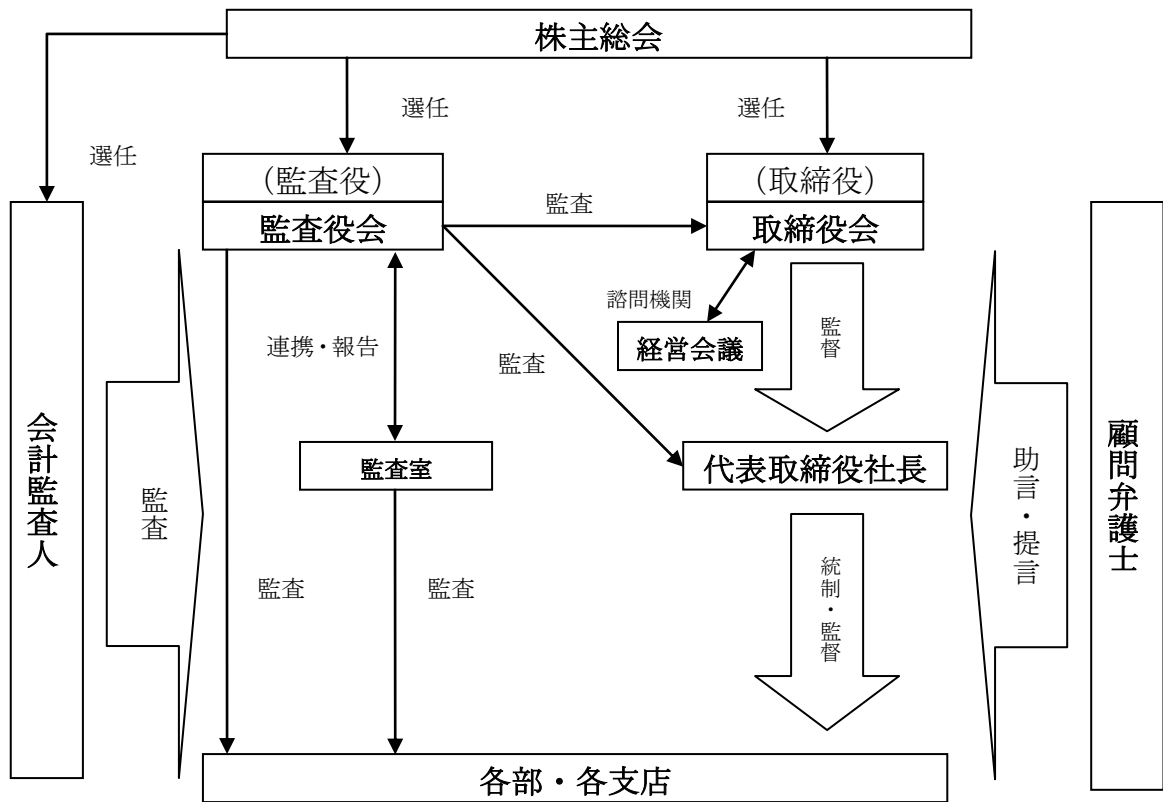 株主総会
選任
選任
選任
（監査役）
監査役会
監査
（取締役）
取締役会
諮問機関
経営会議
監督
連携・報告
監査
会計監査人
監査
監査室
代表取締役社長
助言・提言
顧問弁護士
監査
監査
統制・監督
各部・各支店